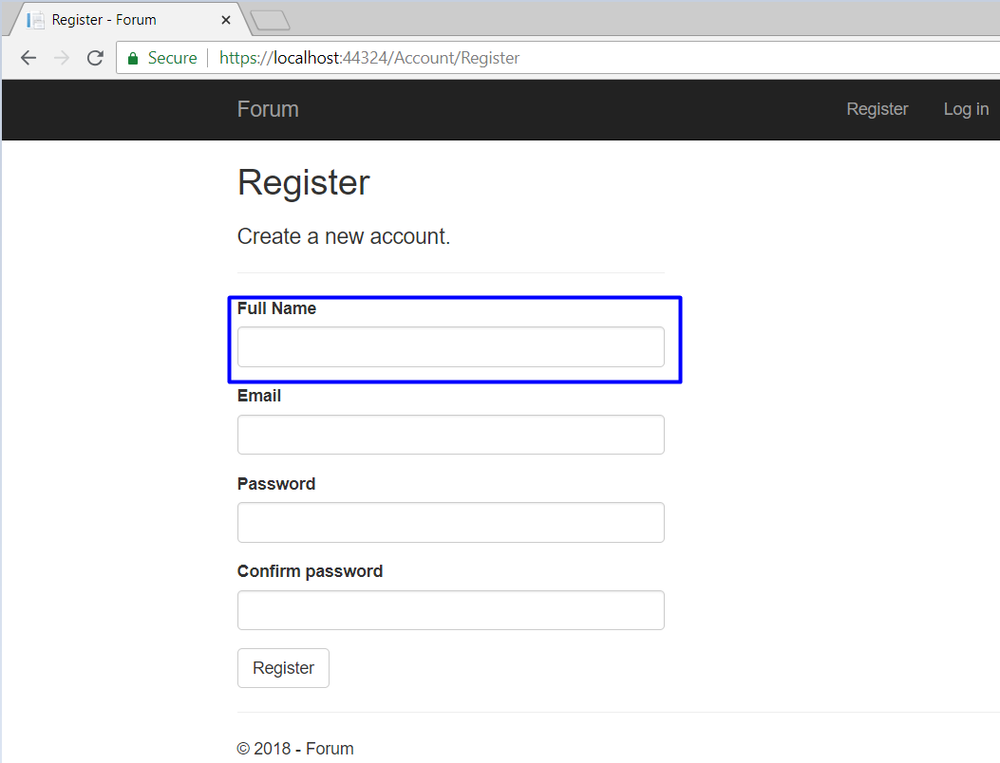 Register - Forum
Secure https://localhost:44324/Account/Register
Forum Register Log in
Register
Create a new account.
Full Name
Email
Password
Confirm password
Register
© 2018 - Forum